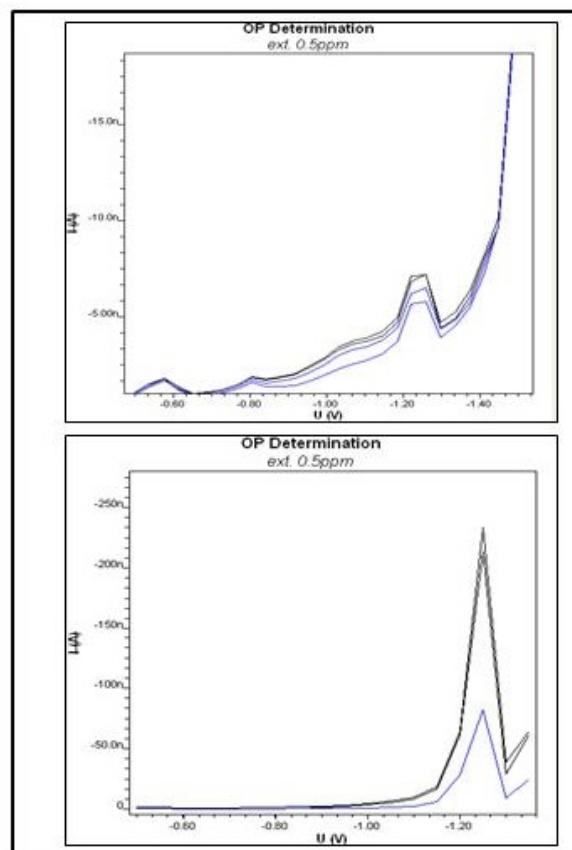 OP Determination
ext. 0.5ppm
I (A)
-15.0n
-10.0n
-5.00n
-0.60
-0.80
-1.00
-1.20
-1.40
U (V)
OP Determination
ext. 0.5ppm
I (A)
-250n
-200n
-150n
-100n
-50.0n
0
-0.60
-0.80
-1.00
-1.20
U (V)